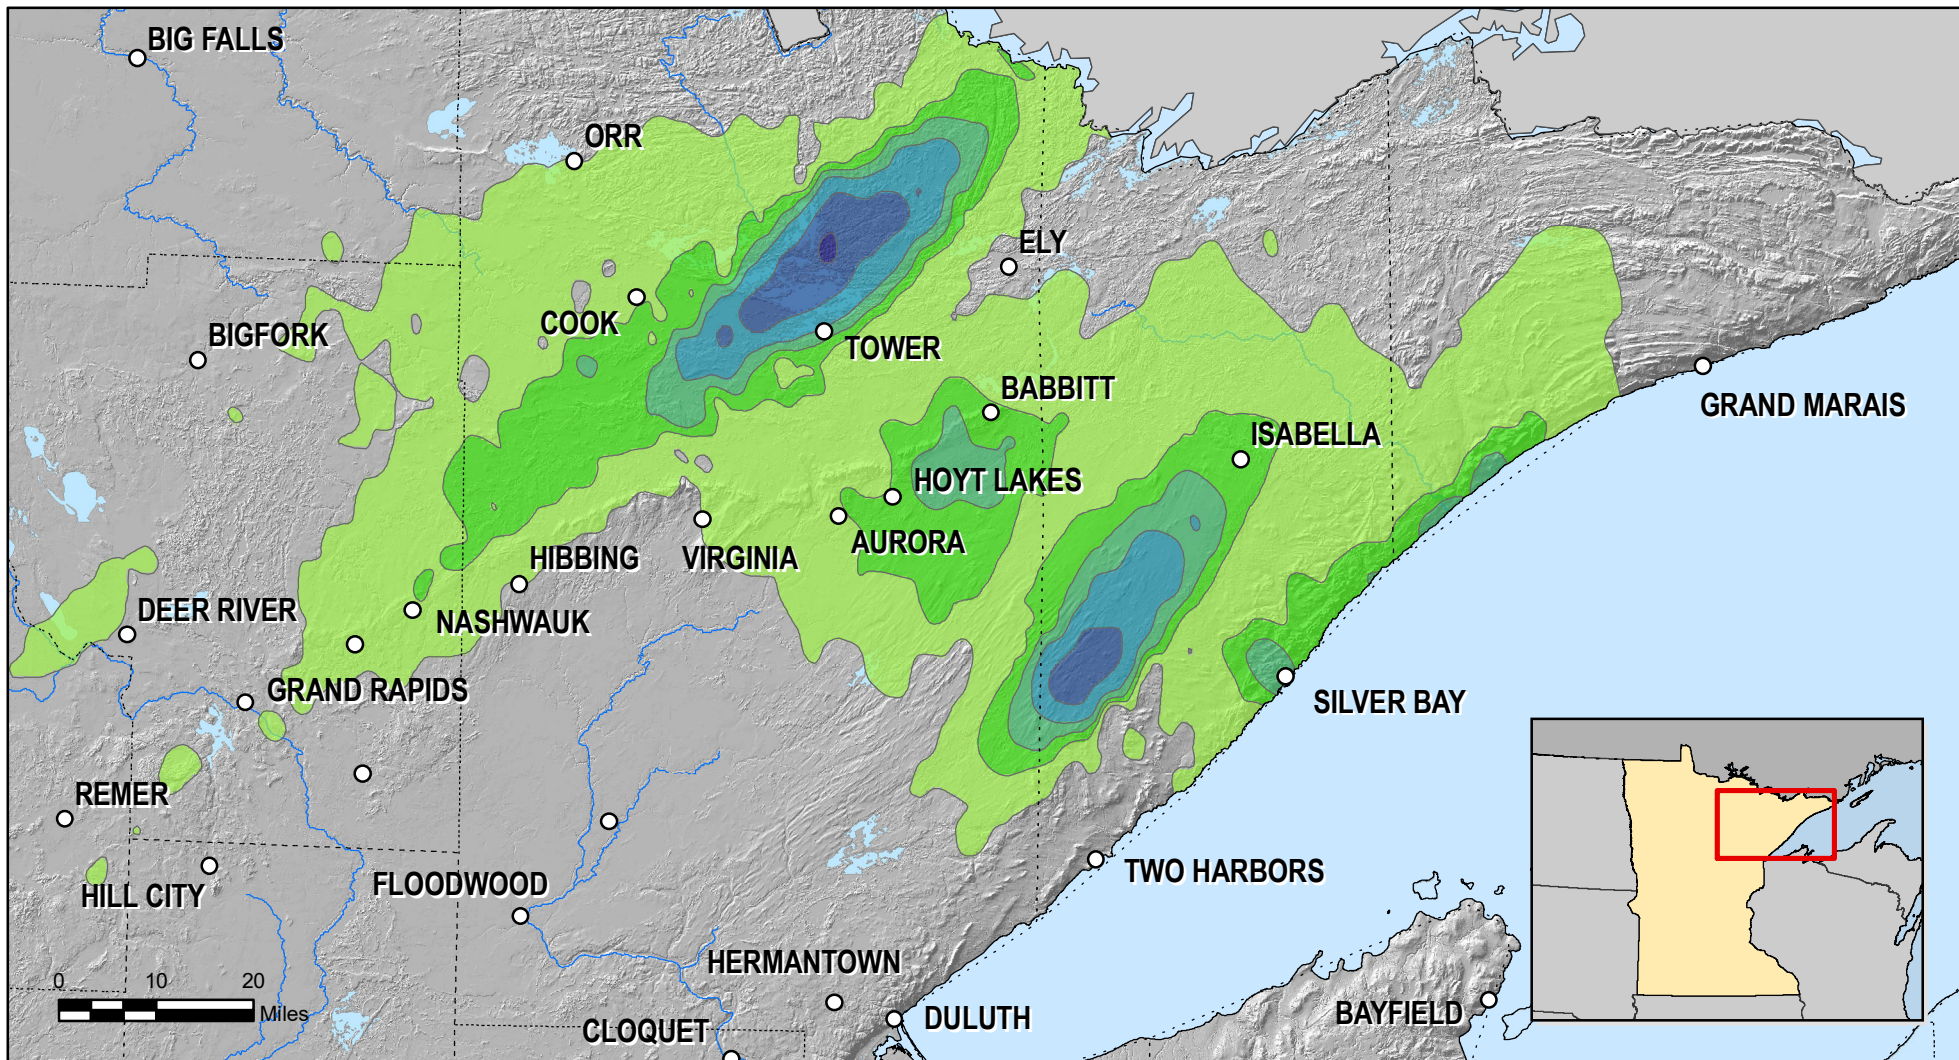 BIG FALLS
ORR
ELY
COOK
BIGFORK
TOWER
BABBITT
GRAND MARAIS
ISABELLA
HOYT LAKES
AURORA
HIBBING
VIRGINIA
DEER RIVER
NASHWAUK
GRAND RAPIDS
SILVER BAY
REMER
TWO HARBORS
FLOODWOOD
HILL CITY
HERMANTOWN
0 10 20
Miles
DULUTH
BAYFIELD
CLOQUET